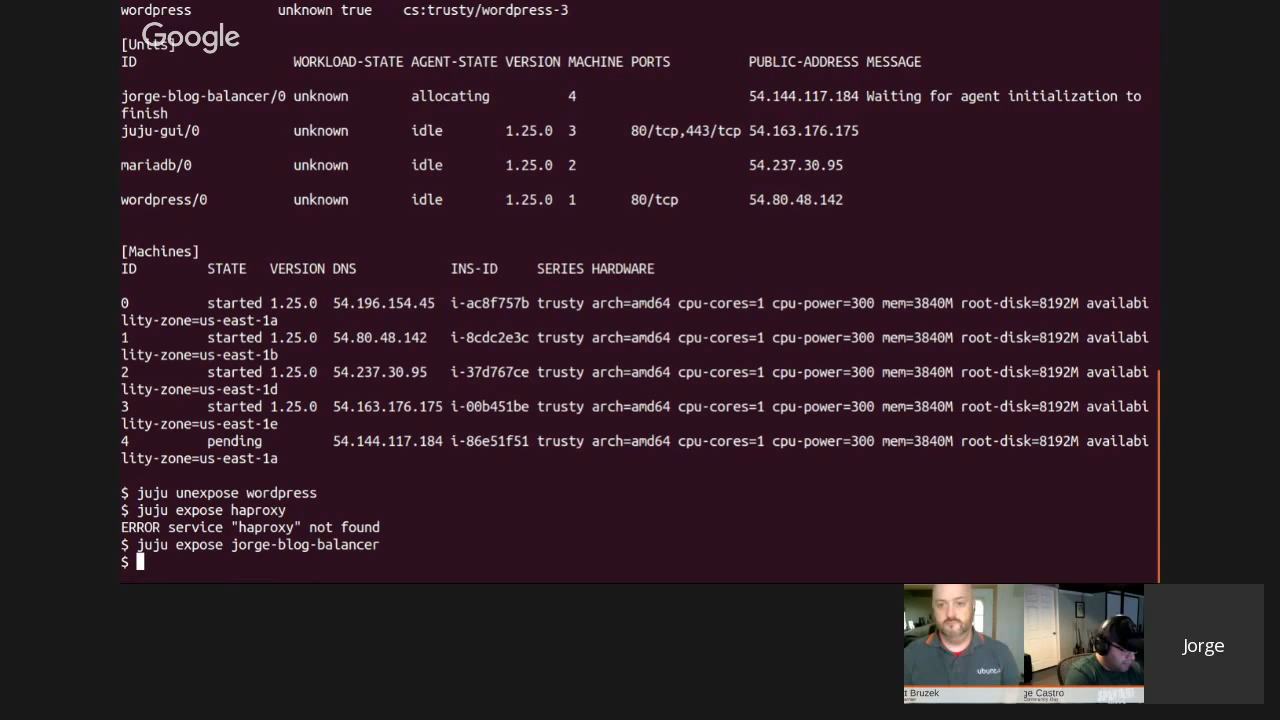 wordpress unknown true cs:trusty/wordpress-3
Google
[Units]
ID WORKLOAD-STATE AGENT-STATE VERSION MACHINE PORTS PUBLIC-ADDRESS MESSAGE
jorge-blog-balancer/0 unknown allocating 4 54.144.117.184 Waiting for agent initialization to
finish
juju-gui/0 unknown idle 1.25.0 3 80/tcp,443/tcp 54.163.176.175
mariadb/0 unknown idle 1.25.0 2 54.237.30.95
wordpress/0 unknown idle 1.25.0 1 80/tcp 54.80.48.142
[Machines]
ID STATE VERSION DNS INS-ID SERIES HARDWARE
0 started 1.25.0 54.196.154.45 i-ac8f757b trusty arch=amd64 cpu-cores=1 cpu-power=300 mem=3840M root-disk=8192M availabi
lity-zone=us-east-1a
1 started 1.25.0 54.80.48.142 i-8cdc2e3c trusty arch=amd64 cpu-cores=1 cpu-power=300 mem=3840M root-disk=8192M availabi
lity-zone=us-east-1b
2 started 1.25.0 54.237.30.95 i-37d767ce trusty arch=amd64 cpu-cores=1 cpu-power=300 mem=3840M root-disk=8192M availabi
lity-zone=us-east-1d
3 started 1.25.0 54.163.176.175 i-00b451be trusty arch=amd64 cpu-cores=1 cpu-power=300 mem=3840M root-disk=8192M availabi
lity-zone=us-east-1e
4 pending 54.144.117.184 i-86e51f51 trusty arch=amd64 cpu-cores=1 cpu-power=300 mem=3840M root-disk=8192M availabi
lity-zone=us-east-1a
$ juju unexpose wordpress
$ juju expose haproxy
ERROR service "haproxy" not found
$ juju expose jorge-blog-balancer
$
ubuntu
Jorge
t Bruzek
ge Castro